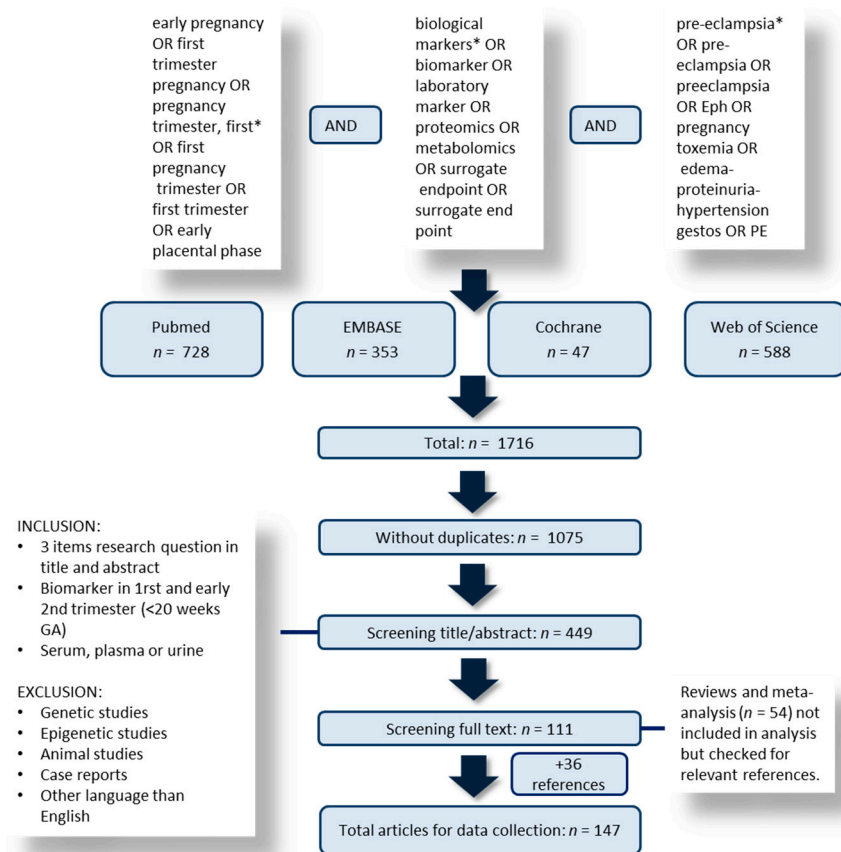 early pregnancy
OR first
trimester
pregnancy OR
pregnancy
trimester, first*
OR first
pregnancy
trimester OR
first trimester
OR early
placental phase
AND
biological
markers* OR
biomarker OR
laboratory
marker OR
proteomics OR
metabolomics
OR surrogate
endpoint OR
surrogate end
point
AND
pre-eclampsia*
OR pre-
eclampsia OR
preeclampsia
OR Eph OR
pregnancy
toxemia OR
edema-
proteinuria-
hypertension
gestos OR PE
Pubmed
n = 728
EMBASE
n = 353
Cochrane
n = 47
Web of Science
n = 588
Total: n = 1716
Without duplicates: n = 1075
INCLUSION:
• 3 items research question in
title and abstract
• Biomarker in 1rst and early
2nd trimester (<20 weeks
GA)
• Serum, plasma or urine
EXCLUSION:
• Genetic studies
• Epigenetic studies
• Animal studies
• Case reports
• Other language than
English
Screening title/abstract: n = 449
Screening full text: n = 111
Reviews and meta-
analysis (n = 54) not
included in analysis
but checked for
relevant references.
+36
references
Total articles for data collection: n = 147